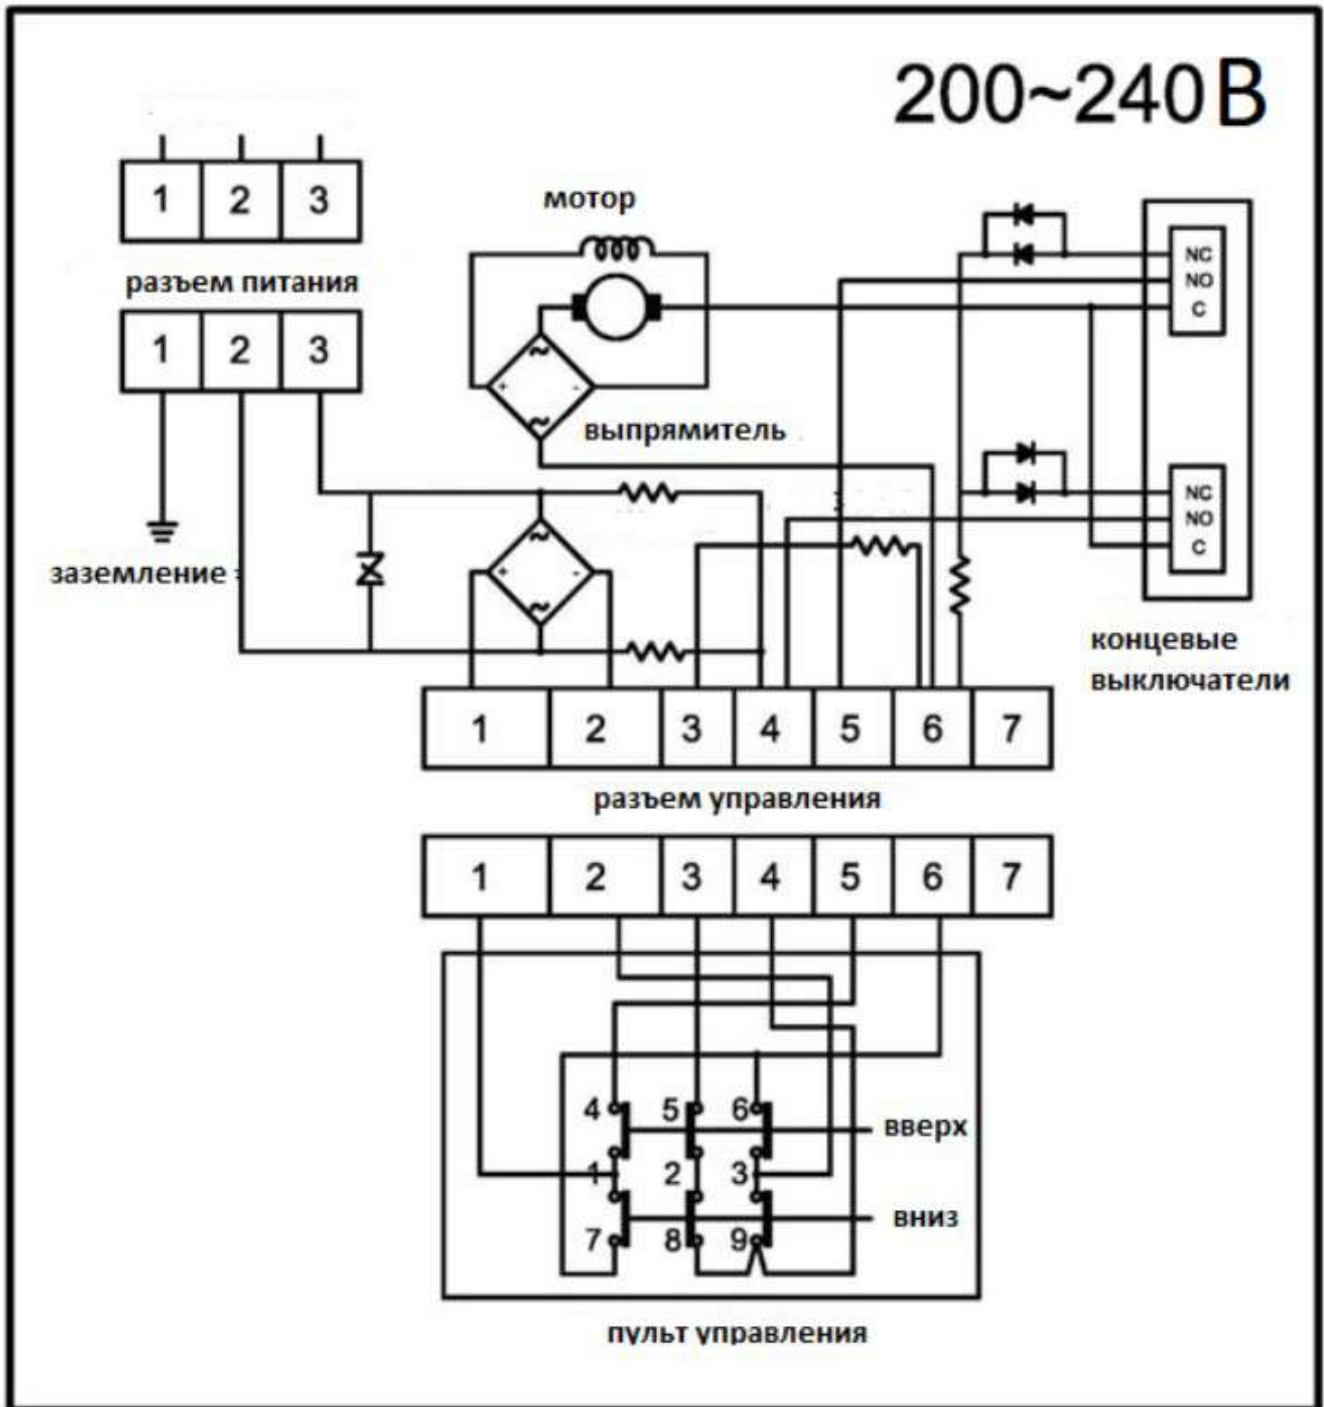 200~240В
1 2 3
мотор
разъем питания
1 2 3
NC
NO
C
+ ~ - ~
выпрямитель
NC
NO
C
+ ~ - ~
заземление
концевые
выключатели
1 2 3 4 5 6 7
разъем управления
1 2 3 4 5 6 7
4 5 6
вверх
1 2 3
вниз
7 8 9
пульт управления